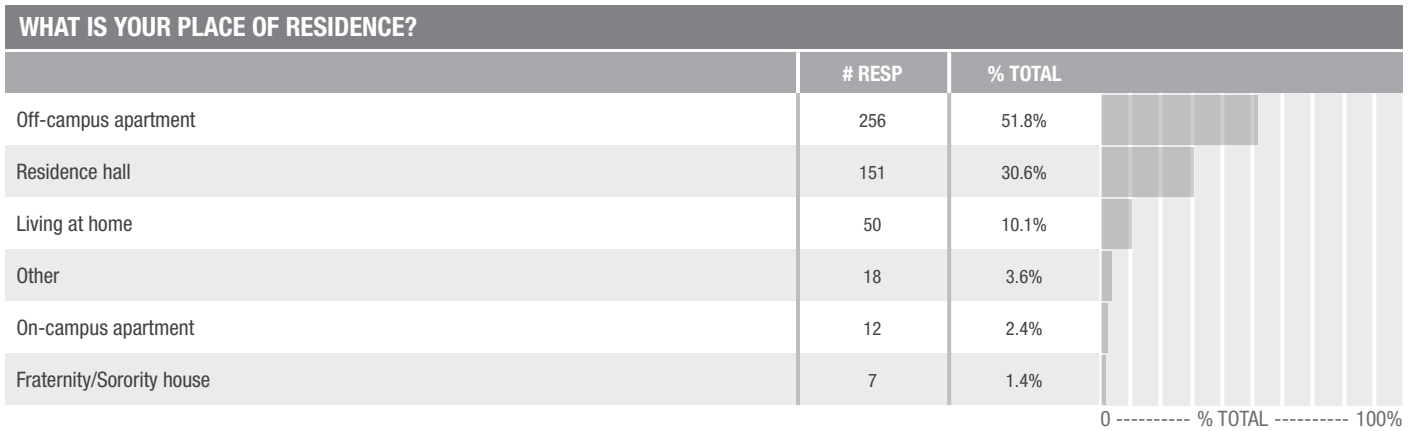 WHAT IS YOUR PLACE OF RESIDENCE?
# RESP % TOTAL
Off-campus apartment 256 51.8%
Residence hall 151 30.6%
Living at home 50 10.1%
Other 18 3.6%
On-campus apartment 12 2.4%
Fraternity/Sorority house 7 1.4%
0 ---------- % TOTAL ---------- 100%